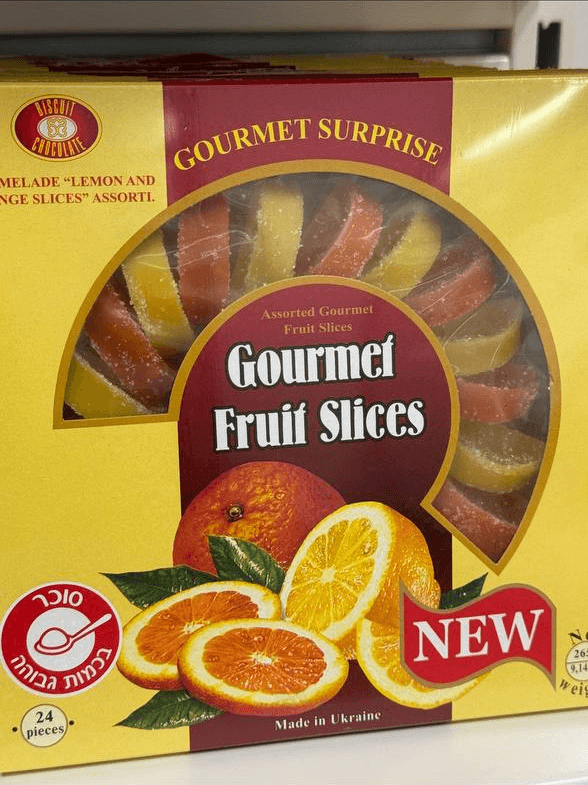 BISCUIT
CHOCOLATE
GOURMET SURPRISE
MELADE “LEMON AND
NGE SLICES” ASSORTI.
Assorted Gourmet
Fruit Slices
Gourmet
Fruit Slices
סוכר
בכמות גבוהה
NEW
24
pieces
Made in Ukraine